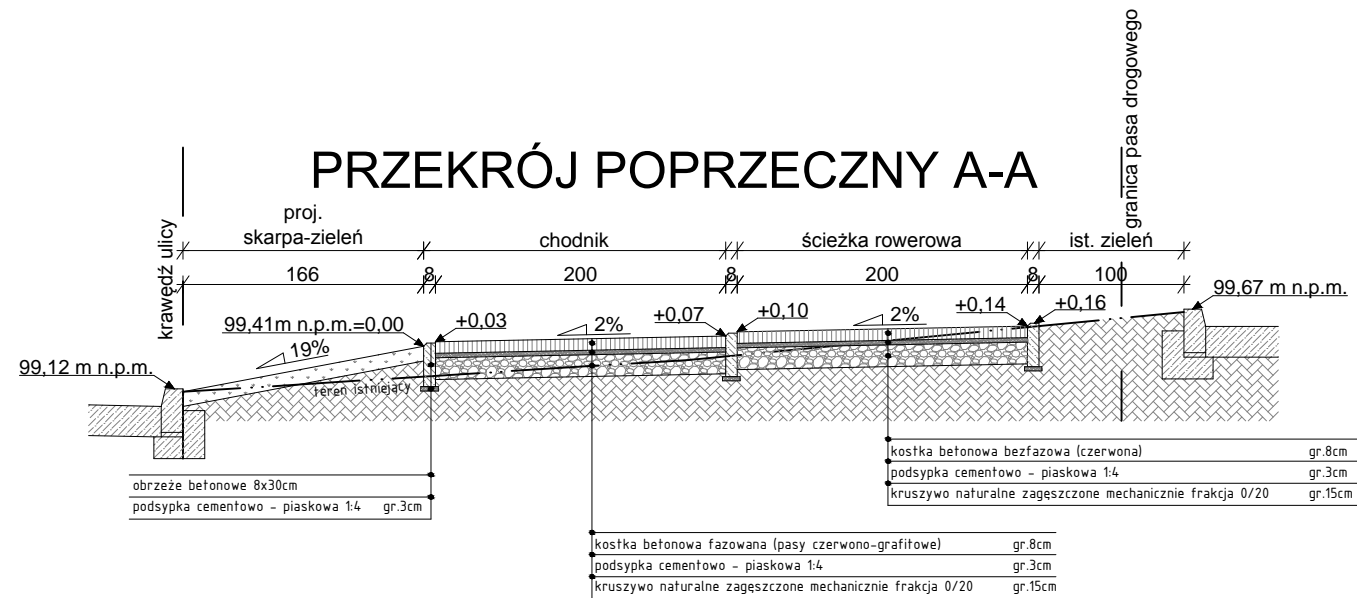 PRZEKRÓJ POPRZECZNY A-A
krawędź ulicy
granica pasa drogowego
proj.
skarpa-zieleń
chodnik
ścieżka rowerowa
ist. zieleń
166
8
200
8
200
8
100
99,12 m n.p.m.
19%
99,41m n.p.m.=0,00
+0,03
2%
+0,07
+0,10
2%
+0,14
+0,16
99,67 m n.p.m.
teren istniejący
obrzeże betonowe 8x30cm
podsypka cementowo - piaskowa 1:4 gr.3cm
kostka betonowa bezfazowa (czerwona) gr.8cm
podsypka cementowo - piaskowa 1:4 gr.3cm
kruszywo naturalne zagęszczone mechanicznie frakcja 0/20 gr.15cm
kostka betonowa fazowana (pasy czerwono-grafitowe) gr.8cm
podsypka cementowo - piaskowa 1:4 gr.3cm
kruszywo naturalne zagęszczone mechanicznie frakcja 0/20 gr.15cm